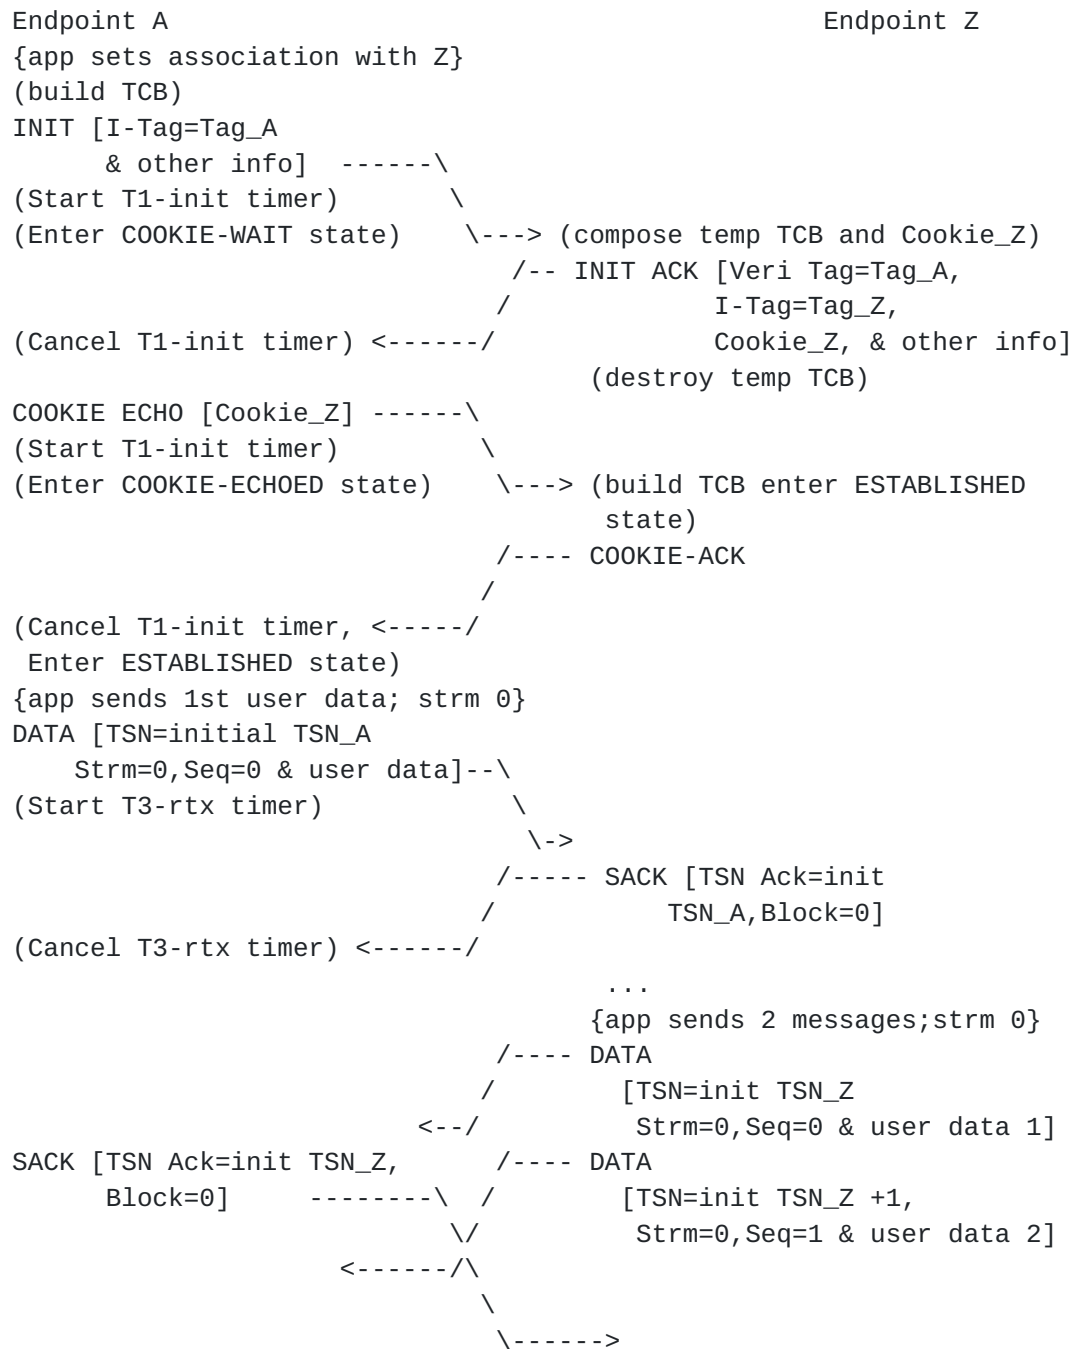 Endpoint A                                          Endpoint Z
{app sets association with Z}
(build TCB)
INIT [I-Tag=Tag_A
      & other info]  ------\
(Start T1-init timer)       \
(Enter COOKIE-WAIT state)    \---> (compose temp TCB and Cookie_Z)
                                /-- INIT ACK [Veri Tag=Tag_A,
                               /             I-Tag=Tag_Z,
(Cancel T1-init timer) <------/              Cookie_Z, & other info]
                                     (destroy temp TCB)
COOKIE ECHO [Cookie_Z] ------\
(Start T1-init timer)         \
(Enter COOKIE-ECHOED state)    \---> (build TCB enter ESTABLISHED
                                      state)
                               /---- COOKIE-ACK
                              /
(Cancel T1-init timer, <-----/
 Enter ESTABLISHED state)
{app sends 1st user data; strm 0}
DATA [TSN=initial TSN_A
    Strm=0,Seq=0 & user data]--\
(Start T3-rtx timer)            \
                                 \->
                               /----- SACK [TSN Ack=init
                              /           TSN_A,Block=0]
(Cancel T3-rtx timer) <------/
                                      ...
                                     {app sends 2 messages;strm 0}
                               /---- DATA
                              /        [TSN=init TSN_Z
                          <--/          Strm=0,Seq=0 & user data 1]
SACK [TSN Ack=init TSN_Z,      /---- DATA
      Block=0]     --------\  /        [TSN=init TSN_Z +1,
                            \/          Strm=0,Seq=1 & user data 2]
                     <------/\
                              \
                               \------>